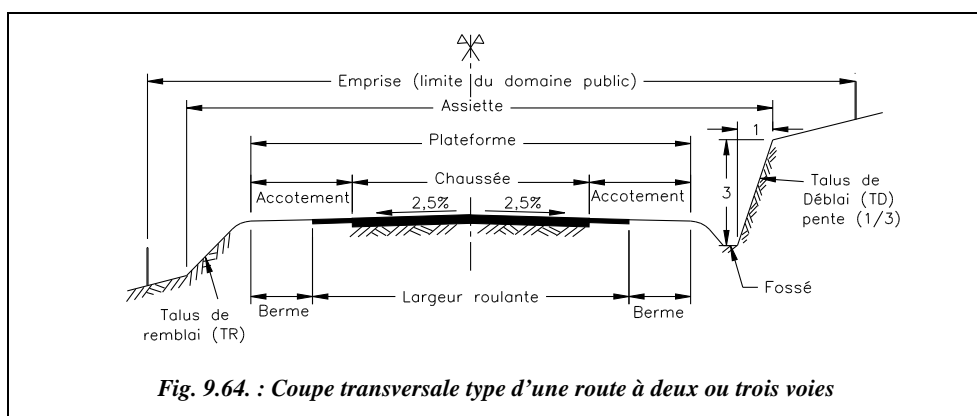 Emprise (limite du domaine public)
Assiette
1
Plateforme
Chaussée
Accotement
Accotement
2,5%
2,5%
3
Talus de
Déblai (TD)
pente (1/3)
Fossé
Largeur roulante
Berme
Berme
Talus de
remblai (TR)
Fig. 9.64. : Coupe transversale type d'une route à deux ou trois voies